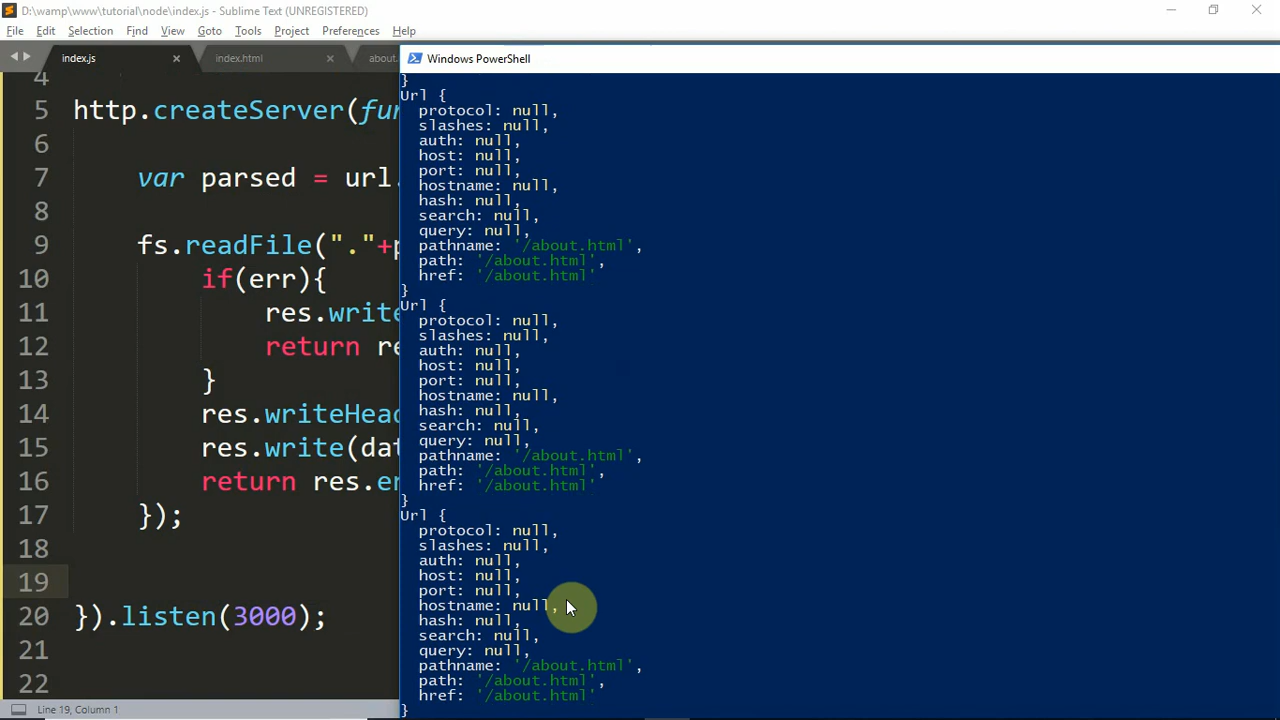 D:\wamp\www\tutorial\node\index.js - Sublime Text (UNREGISTERED)
File Edit Selection Find View Goto Tools Project Preferences Help
index.js index.html about.
4
5 http.createServer(fun
6
7 var parsed = url.
8
9 fs.readFile("."+p
10 if(err){
11 res.write
12 return re
13 }
14 res.writeHead
15 res.write(dat
16 return res.en
17 });
18
19
20 }).listen(3000);
21
22
Line 19, Column 1
Windows PowerShell
}
Url {
protocol: null,
slashes: null,
auth: null,
host: null,
port: null,
hostname: null,
hash: null,
search: null,
query: null,
pathname: '/about.html',
path: '/about.html',
href: '/about.html'
}
Url {
protocol: null,
slashes: null,
auth: null,
host: null,
port: null,
hostname: null,
hash: null,
search: null,
query: null,
pathname: '/about.html',
path: '/about.html',
href: '/about.html'
}
Url {
protocol: null,
slashes: null,
auth: null,
host: null,
port: null,
hostname: null,
hash: null,
search: null,
query: null,
pathname: '/about.html',
path: '/about.html',
href: '/about.html'
}